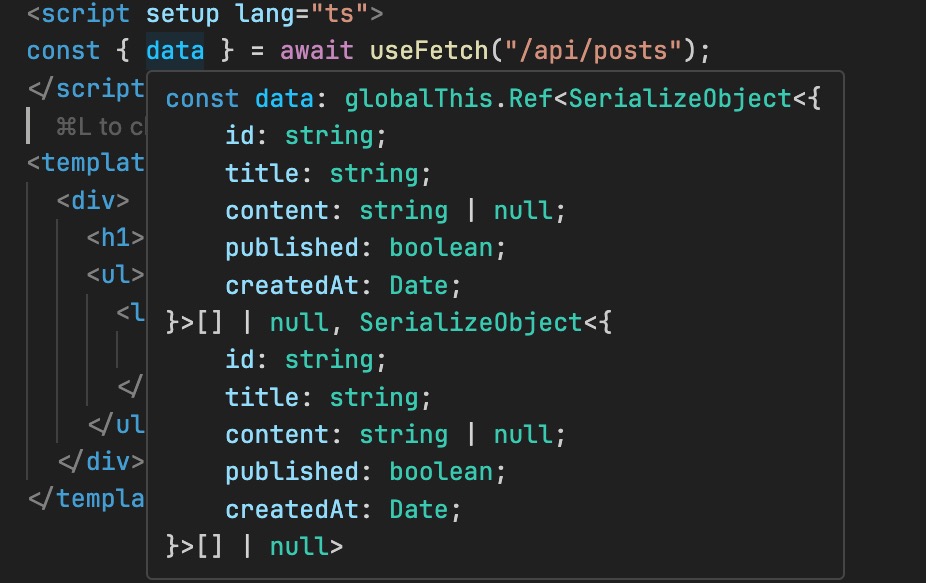 <script setup lang="ts">
const { data } = await useFetch("/api/posts");
</script
const data: globalThis.Ref<SerializeObject<{
⌘L to c
id: string;
<templat
title: string;
<div>
content: string | null;
<h1>
published: boolean;
<ul>
createdAt: Date;
<l
}>[] | null, SerializeObject<{
id: string;
</
title: string;
</ul
content: string | null;
</div>
published: boolean;
</templa
createdAt: Date;
}>[] | null>